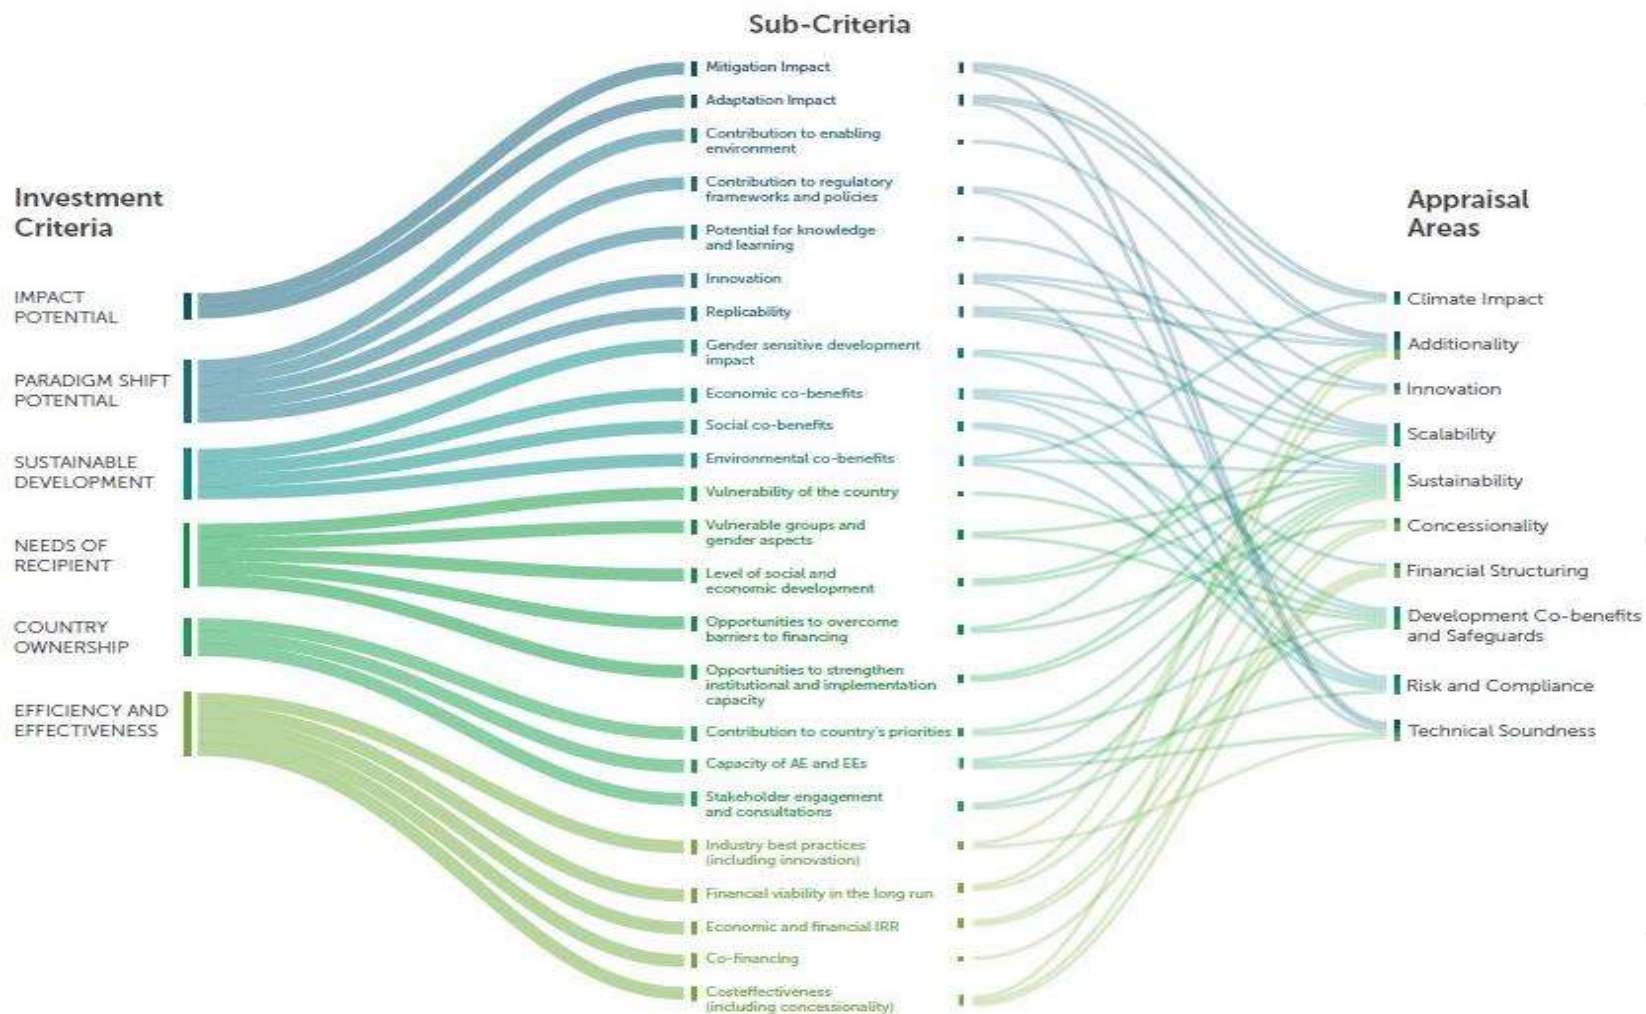 Sub-Criteria
Investment
Criteria
IMPACT
POTENTIAL
PARADIGM SHIFT
POTENTIAL
SUSTAINABLE
DEVELOPMENT
NEEDS OF
RECIPIENT
COUNTRY
OWNERSHIP
EFFICIENCY AND
EFFECTIVENESS
Mitigation Impact
Adaptation Impact
Contribution to enabling
environment
Contribution to regulatory
frameworks and policies
Potential for knowledge
and learning
Innovation
Replicability
Gender sensitive development
impact
Economic co-benefits
Social co-benefits
Environmental co-benefits
Vulnerability of the country
Vulnerable groups and
gender aspects
Level of social and
economic development
Opportunities to overcome
barriers to financing
Opportunities to strengthen
institutional and implementation
capacity
Contribution to country's priorities
Capacity of AE and EEs
Stakeholder engagement
and consultations
Industry best practices
(including innovation)
Financial viability in the long run
Economic and financial IRR
Co-financing
Costeffectiveness
(including concessionality)
Appraisal
Areas
Climate Impact
Additionality
Innovation
Scalability
Sustainability
Concessionality
Financial Structuring
Development Co-benefits
and Safeguards
Risk and Compliance
Technical Soundness